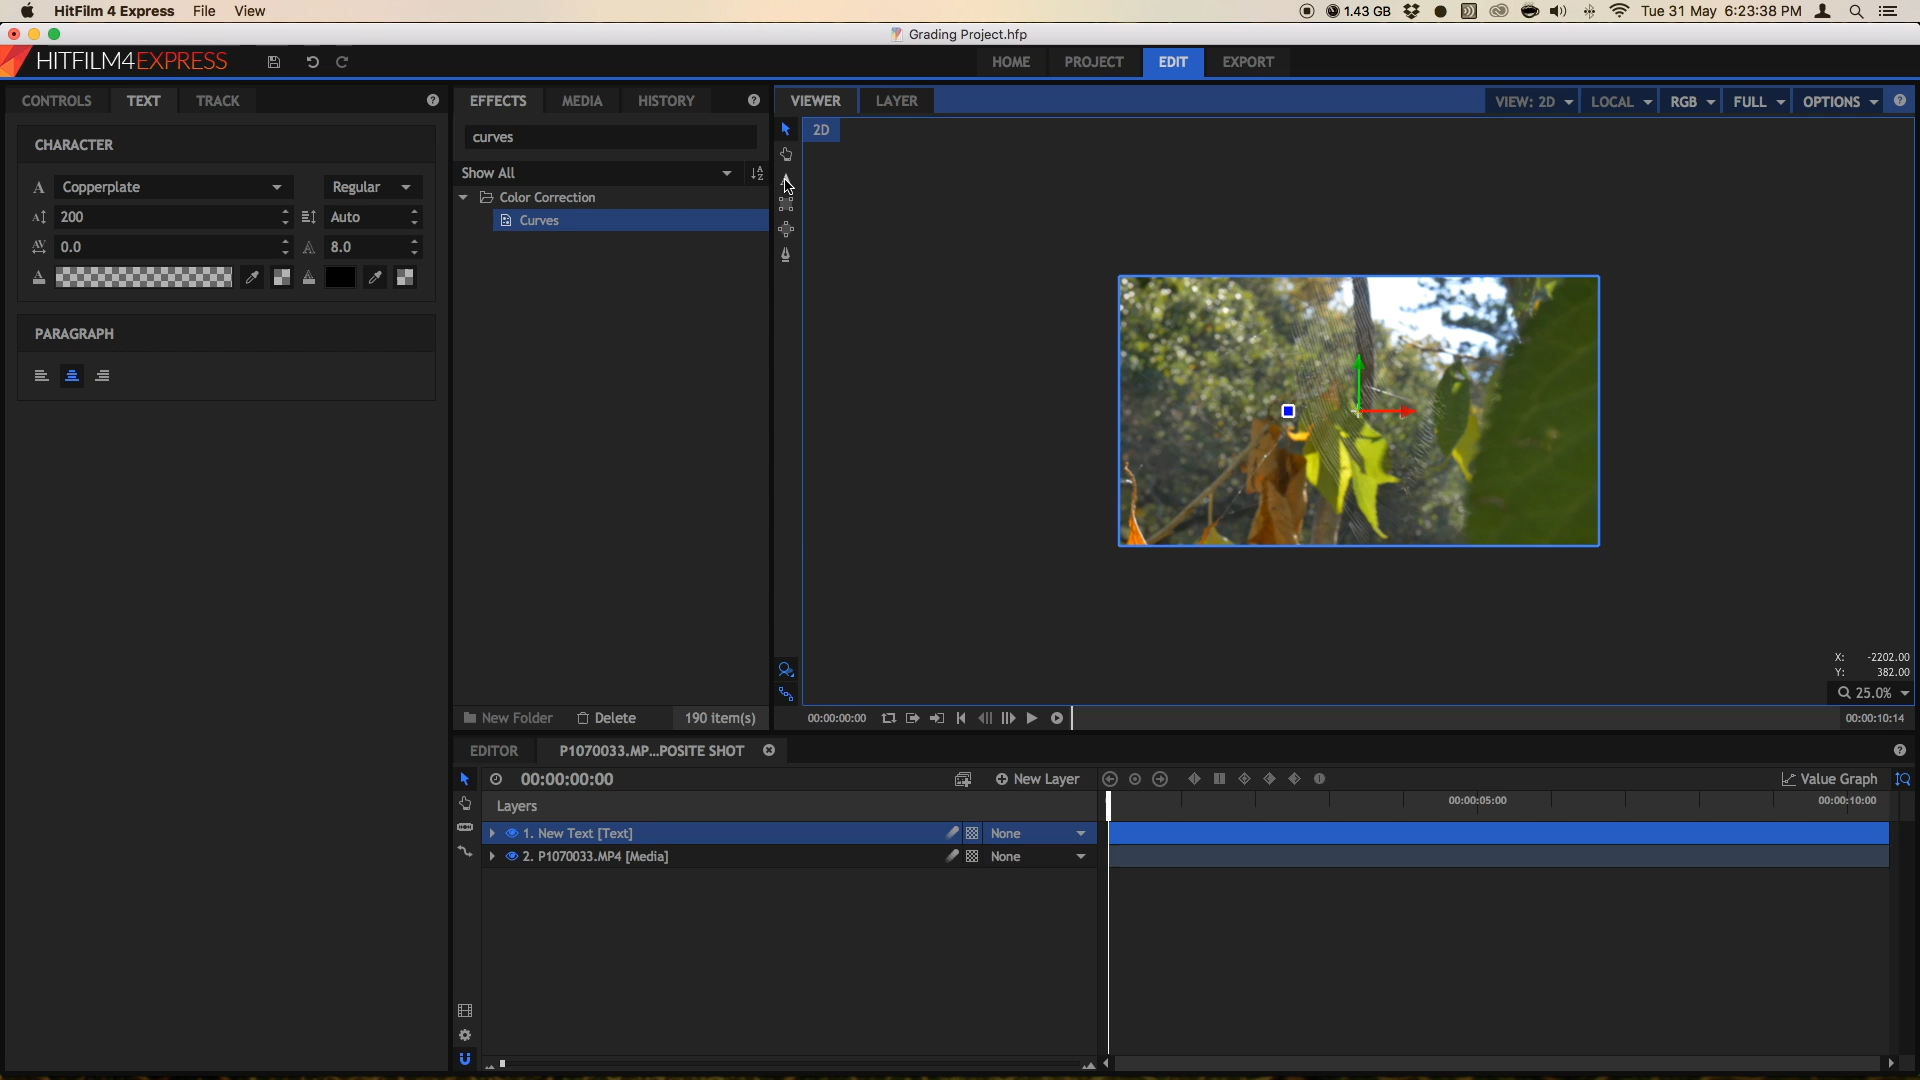 HitFilm 4 Express File View 1.43 GB Tue 31 May 6:23:38 PM
Grading Project.hfp
HITFILM4EXPRESS HOME PROJECT EDIT EXPORT
CONTROLS TEXT TRACK EFFECTS MEDIA HISTORY VIEWER LAYER VIEW: 2D LOCAL RGB FULL OPTIONS
2D
curves
CHARACTER
Show All
Copperplate Regular
Color Correction
200 Auto
Curves
0.0 8.0
PARAGRAPH
X: -2202.00
Y: 382.00
25.0%
New Folder Delete 190 item(s) 00:00:00:00 00:00:10:14
EDITOR P1070033.MP...POSITE SHOT
00:00:00:00 New Layer Value Graph
Layers 00:00:05:00 00:00:10:00
1. New Text [Text] None
2. P1070033.MP4 [Media] None